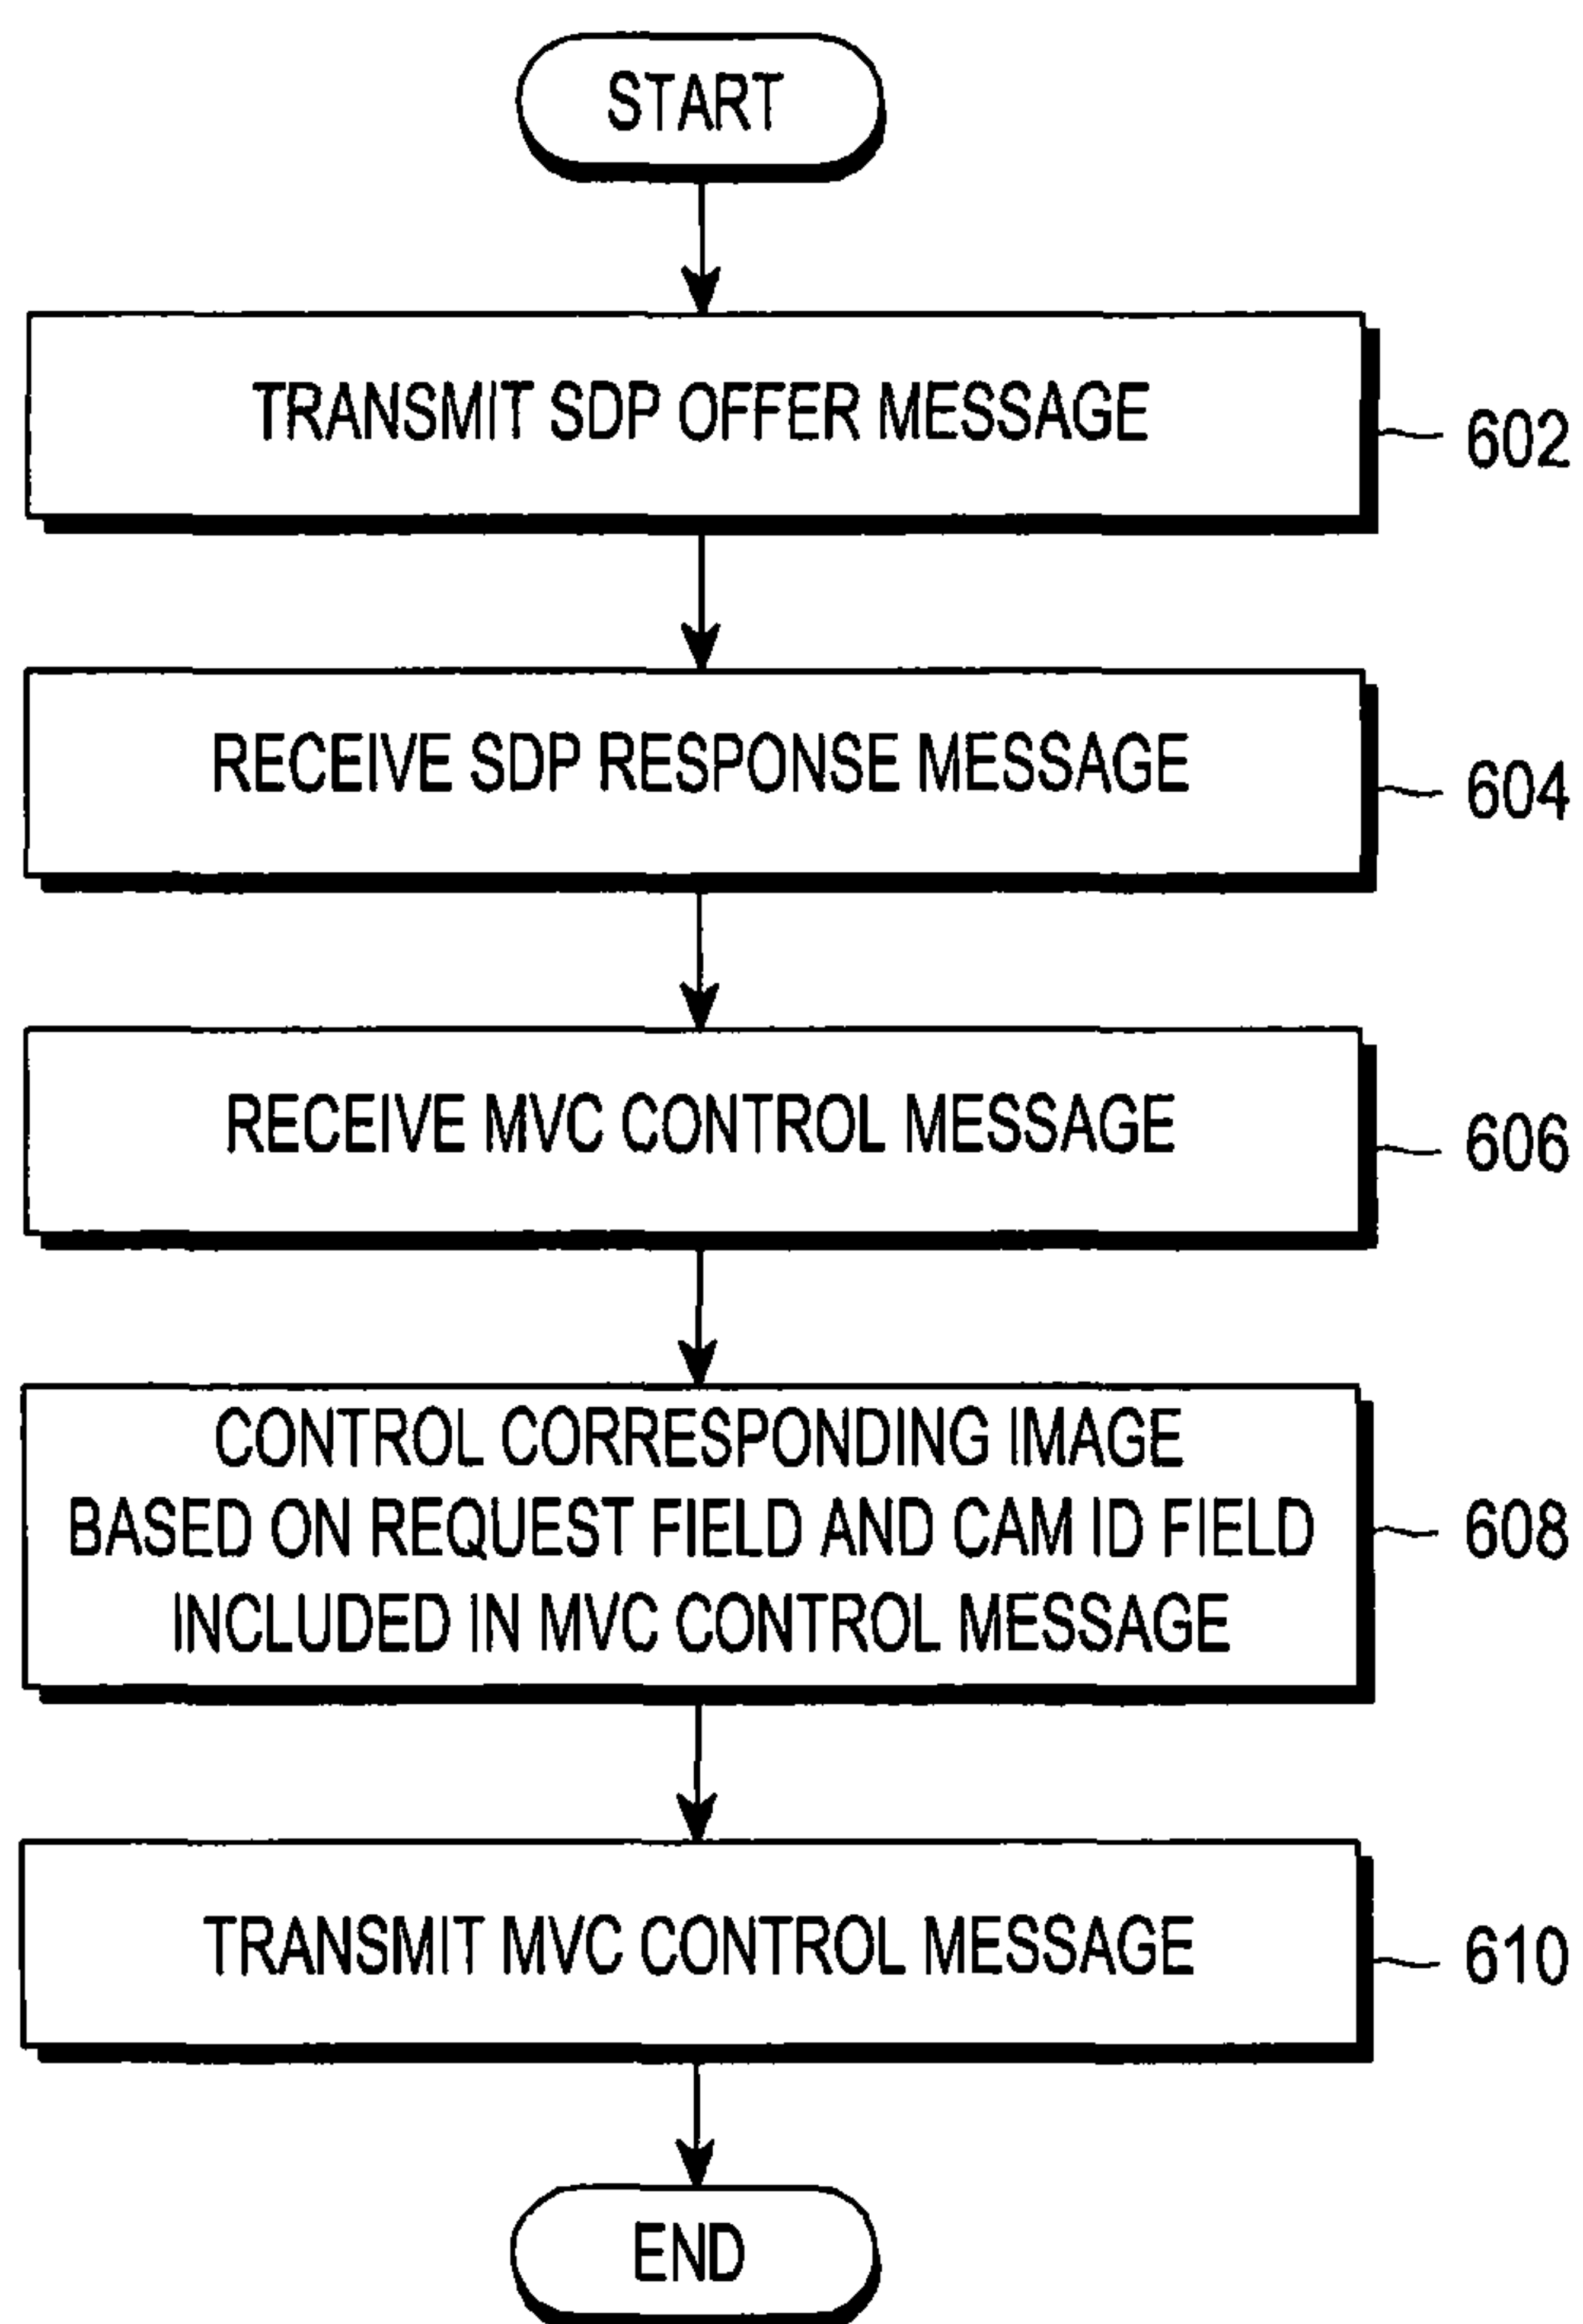 START
TRANSMIT SDP OFFER MESSAGE
602
RECEIVE SDP RESPONSE MESSAGE
604
RECEIVE MVC CONTROL MESSAGE
606
CONTROL CORRESPONDING IMAGE
BASED ON REQUEST FIELD AND CAM ID FIELD
INCLUDED IN MVC CONTROL MESSAGE
608
TRANSMIT MVC CONTROL MESSAGE
610
END